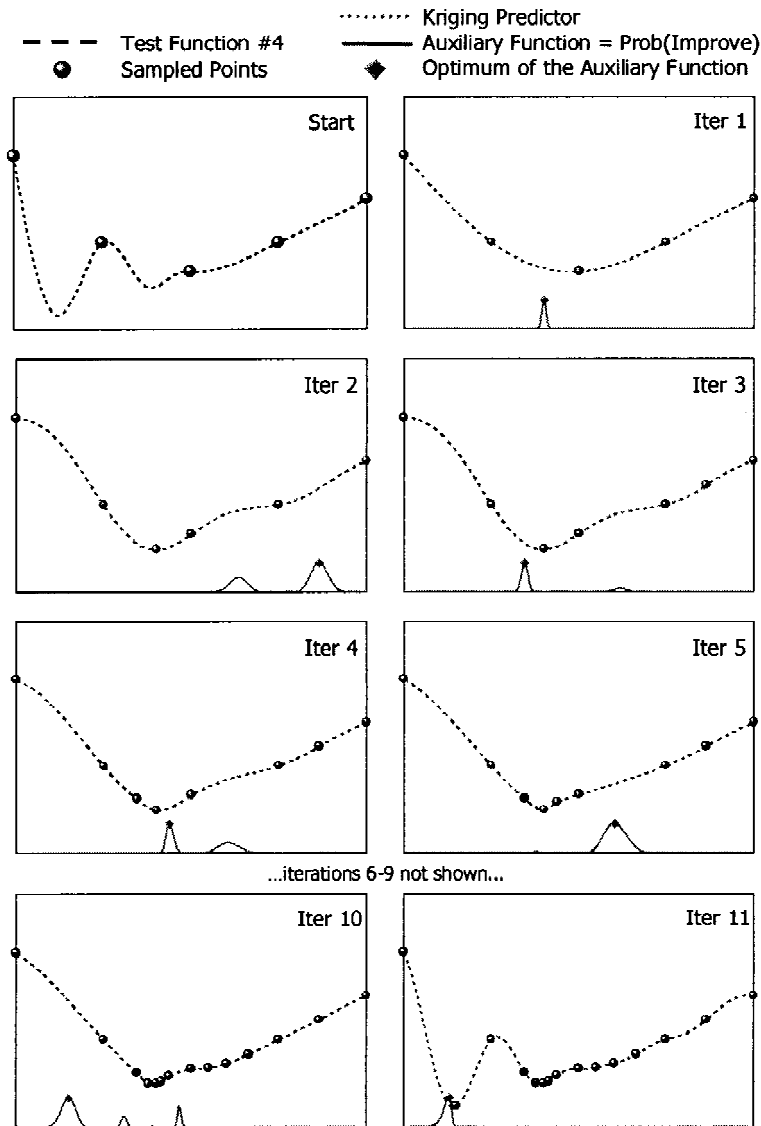 Kriging Predictor
Test Function #4
Auxiliary Function = Prob(Improve)
Sampled Points
Optimum of the Auxiliary Function
Start
Iter 1
Iter 2
Iter 3
Iter 4
Iter 5
...iterations 6-9 not shown...
Iter 10
Iter 11